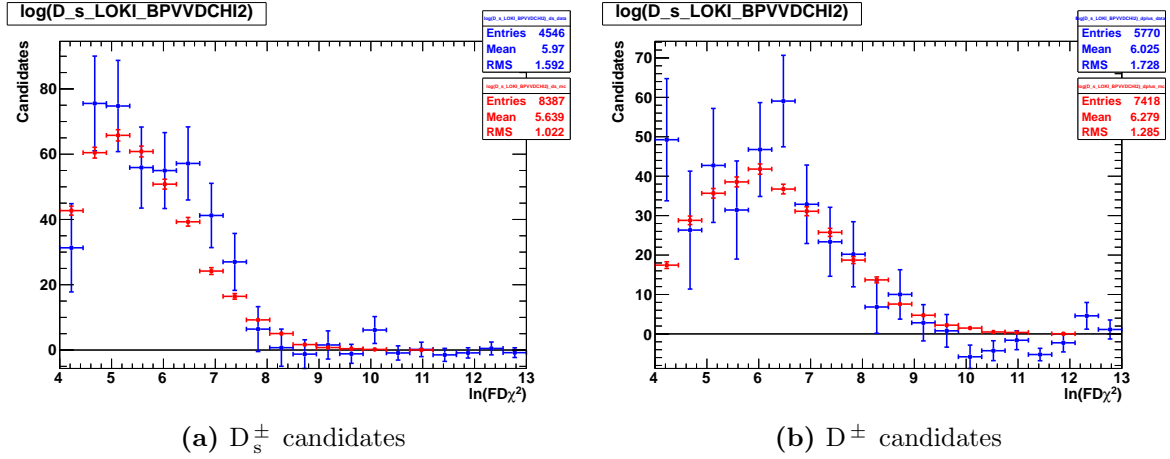 log(D_s_LOKI_BPVVDCHI2)
log(D_s_LOKI_BPVVDCHI2)_ds_data
Entries 4546
Mean 5.97
RMS 1.592
log(D_s_LOKI_BPVVDCHI2)_ds_mc
Entries 8387
Mean 5.639
RMS 1.022
Candidates
80
60
40
20
0
4 5 6 7 8 9 10 11 12 13
ln(FDχ²)
(a) D_s^± candidates
log(D_s_LOKI_BPVVDCHI2)
log(D_s_LOKI_BPVVDCHI2)_dplus_data
Entries 5770
Mean 6.025
RMS 1.728
log(D_s_LOKI_BPVVDCHI2)_dplus_mc
Entries 7418
Mean 6.279
RMS 1.285
Candidates
70
60
50
40
30
20
10
0
4 5 6 7 8 9 10 11 12 13
ln(FDχ²)
(b) D^± candidates